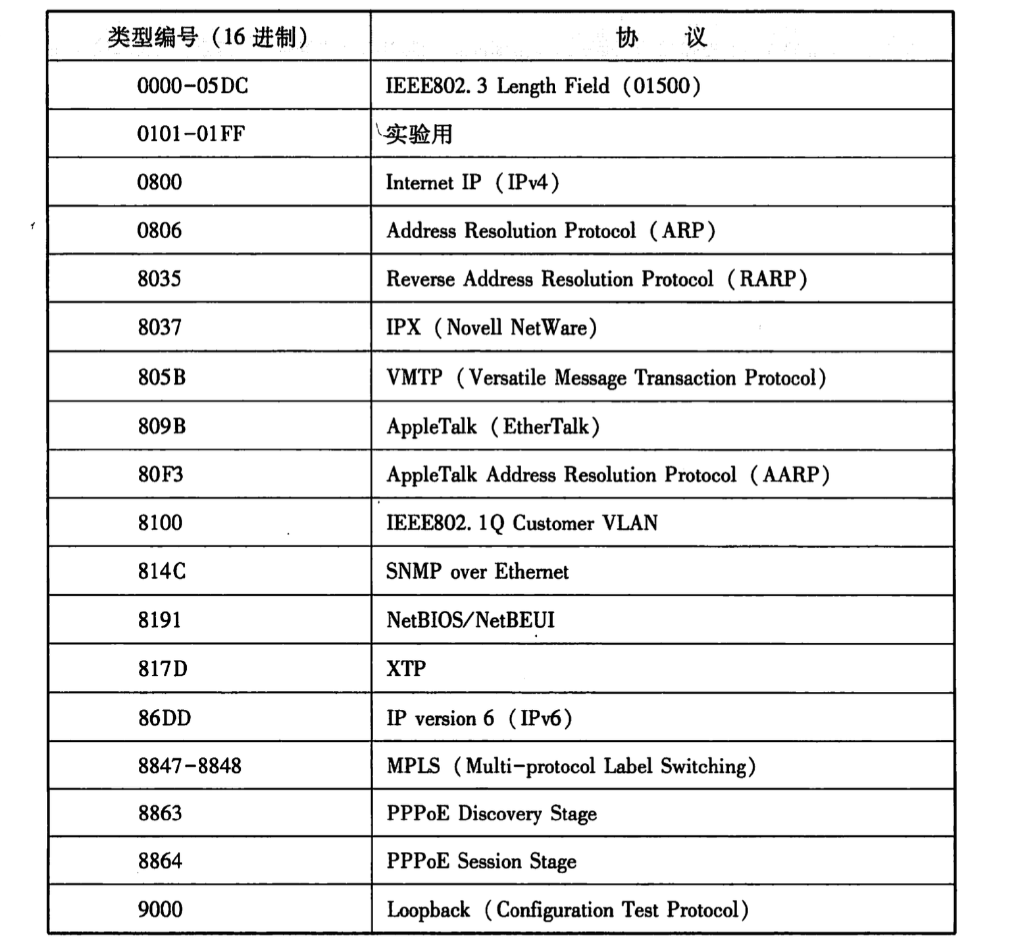 类型编号（16 进制） 协 议
0000-05DC IEEE802. 3 Length Field (01500)
0101-01FF 实验用
0800 Internet IP (IPv4)
0806 Address Resolution Protocol (ARP)
8035 Reverse Address Resolution Protocol (RARP)
8037 IPX (Novell NetWare)
805B VMTP (Versatile Message Transaction Protocol)
809B AppleTalk (EtherTalk)
80F3 AppleTalk Address Resolution Protocol (AARP)
8100 IEEE802. 1Q Customer VLAN
814C SNMP over Ethernet
8191 NetBIOS/NetBEUI
817D XTP
86DD IP version 6 (IPv6)
8847-8848 MPLS (Multi-protocol Label Switching)
8863 PPPoE Discovery Stage
8864 PPPoE Session Stage
9000 Loopback (Configuration Test Protocol)